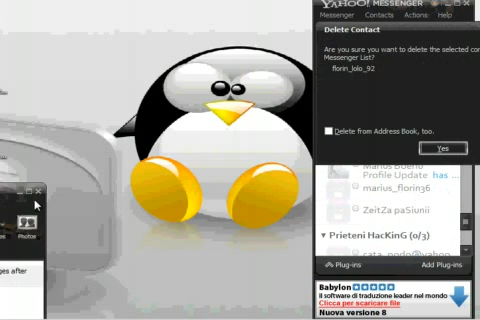 YAHOO! MESSENGER
Messenger Contacts Actions Help
Delete Contact
Are you sure you want to delete the selected con
Messenger List?
florin_lolo_92
Delete from Address Book, too.
Yes
Profile Update has ...
marius_florin36
ZeitZa paSiunii
Prieteni HacKinG (0/3)
Plug-ins Add Plug-ins
Photos
ges after
Babylon
il software di traduzione leader nel mondo
Clicca per scaricare file
Nuova versione 8